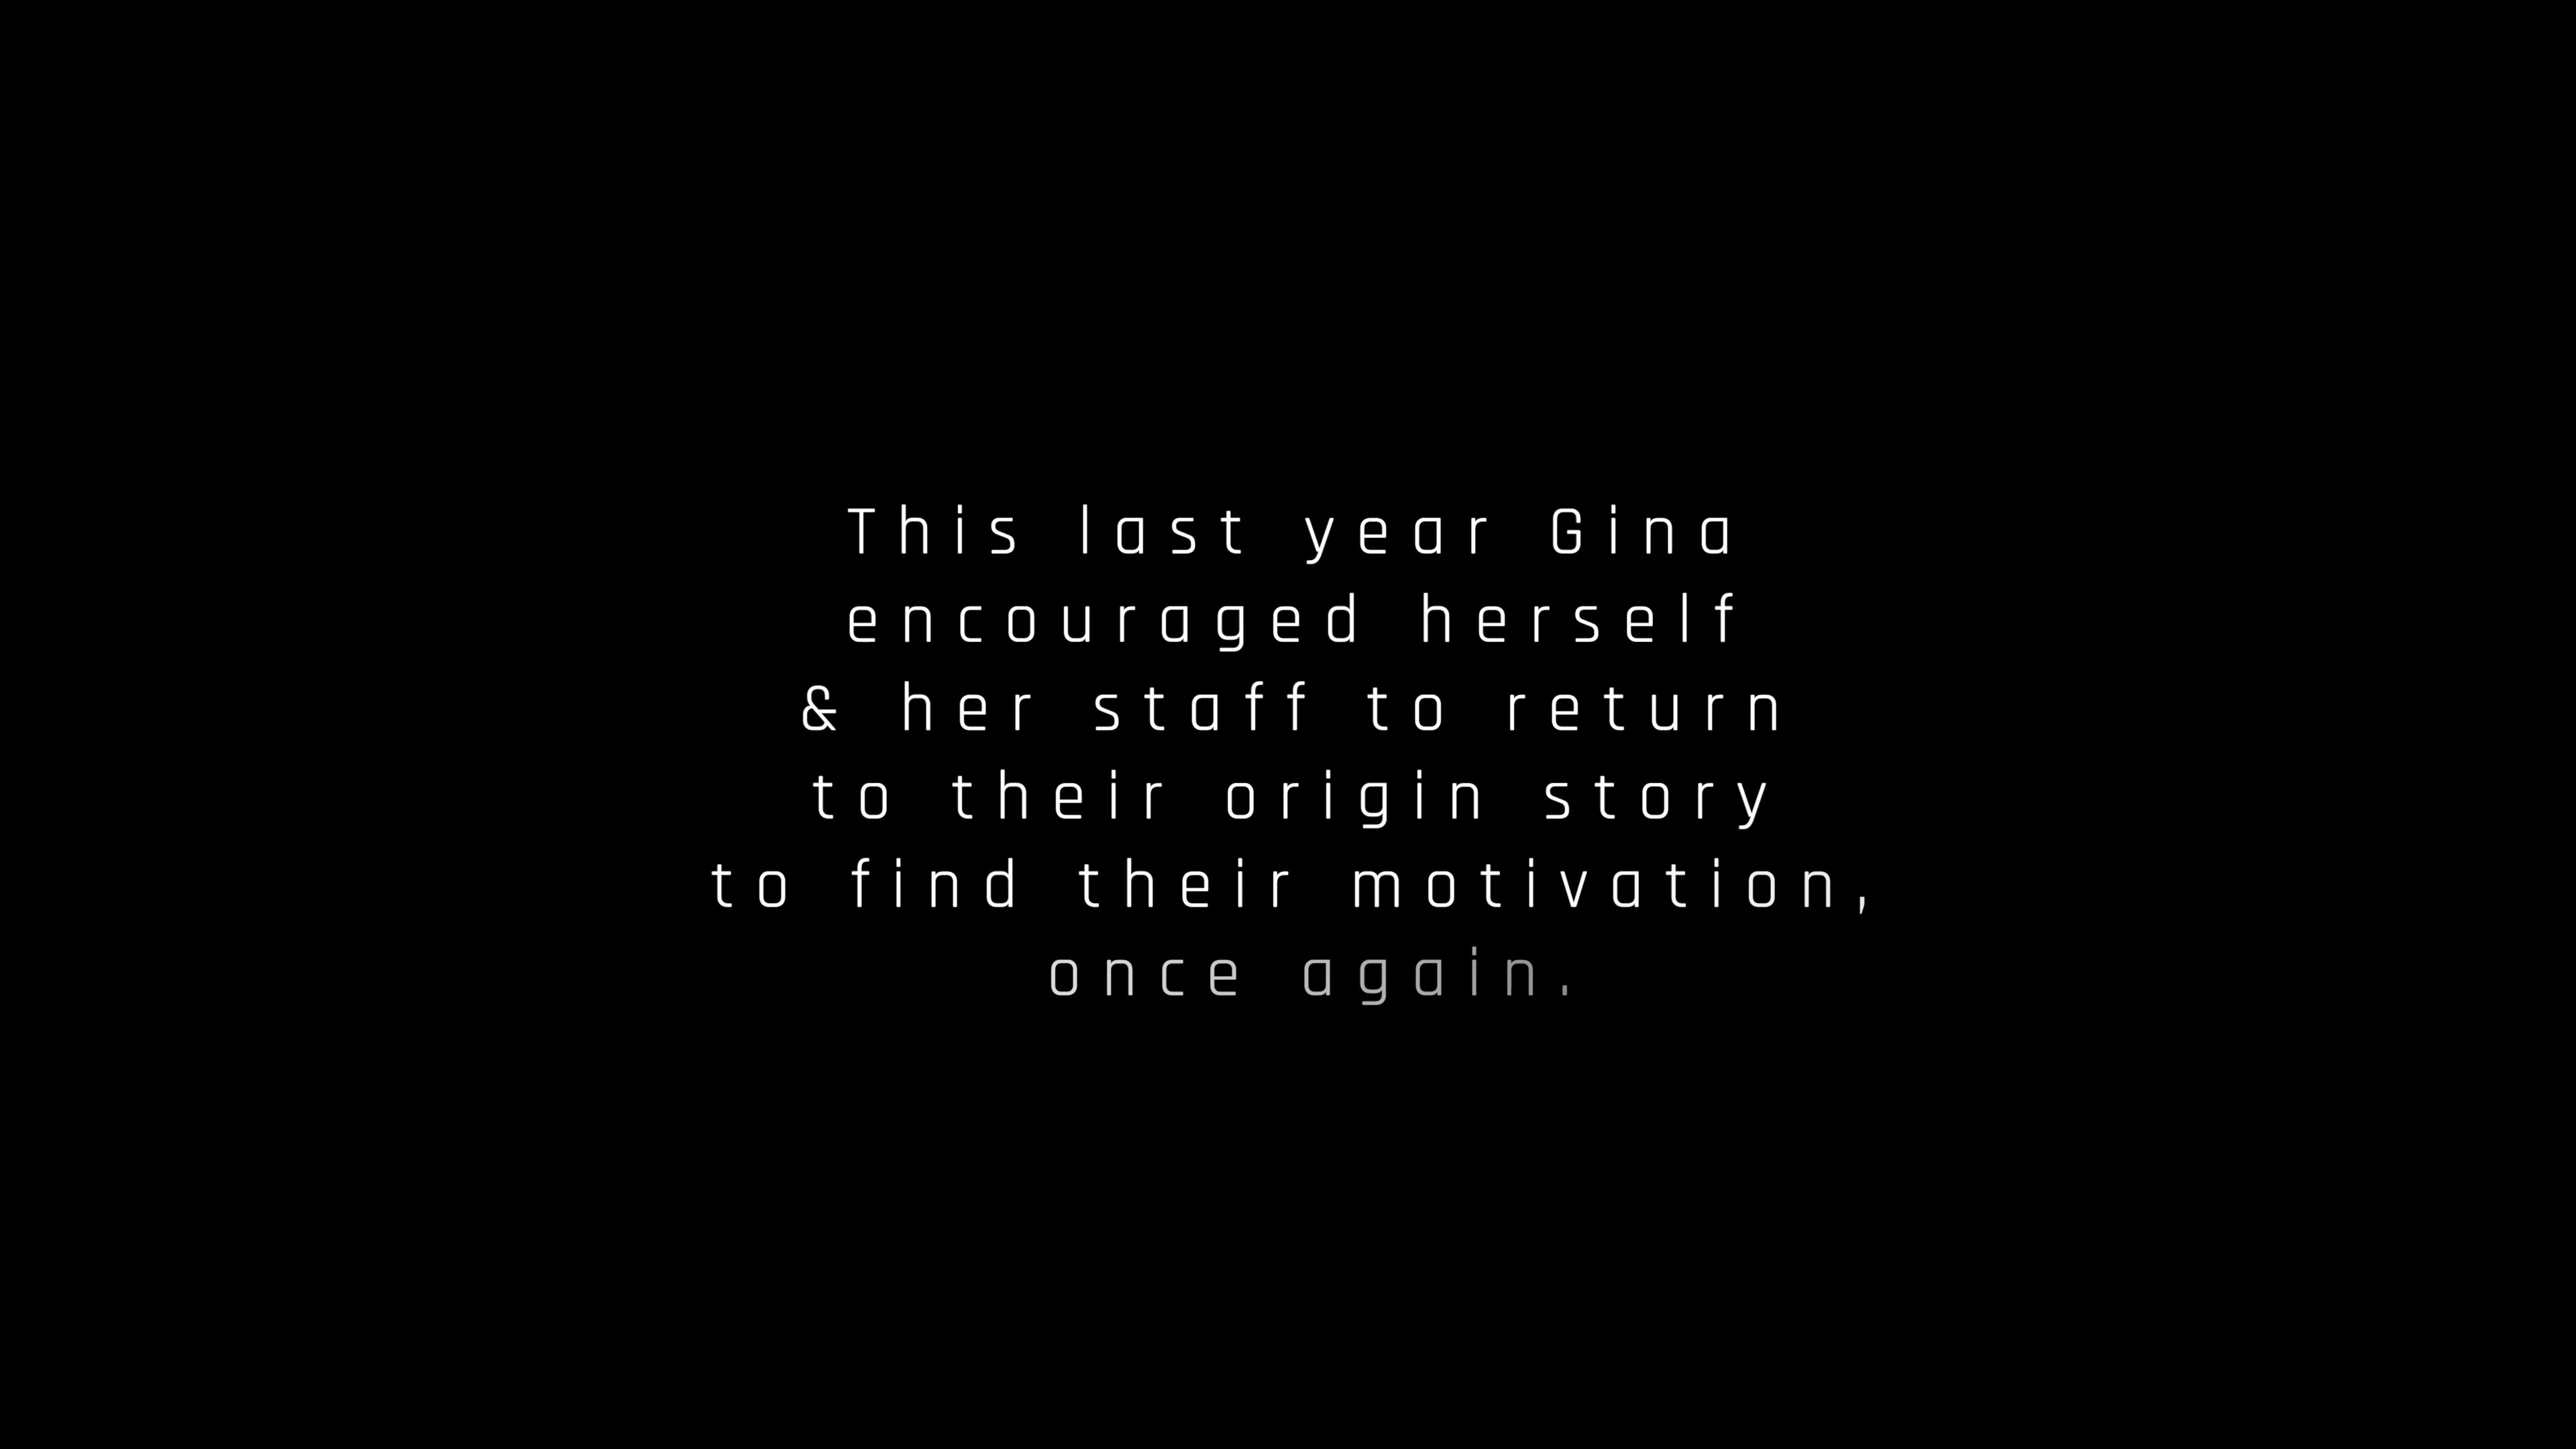 This last year Gina
encouraged herself
& her staff to return
to their origin story
to find their motivation,
once again.